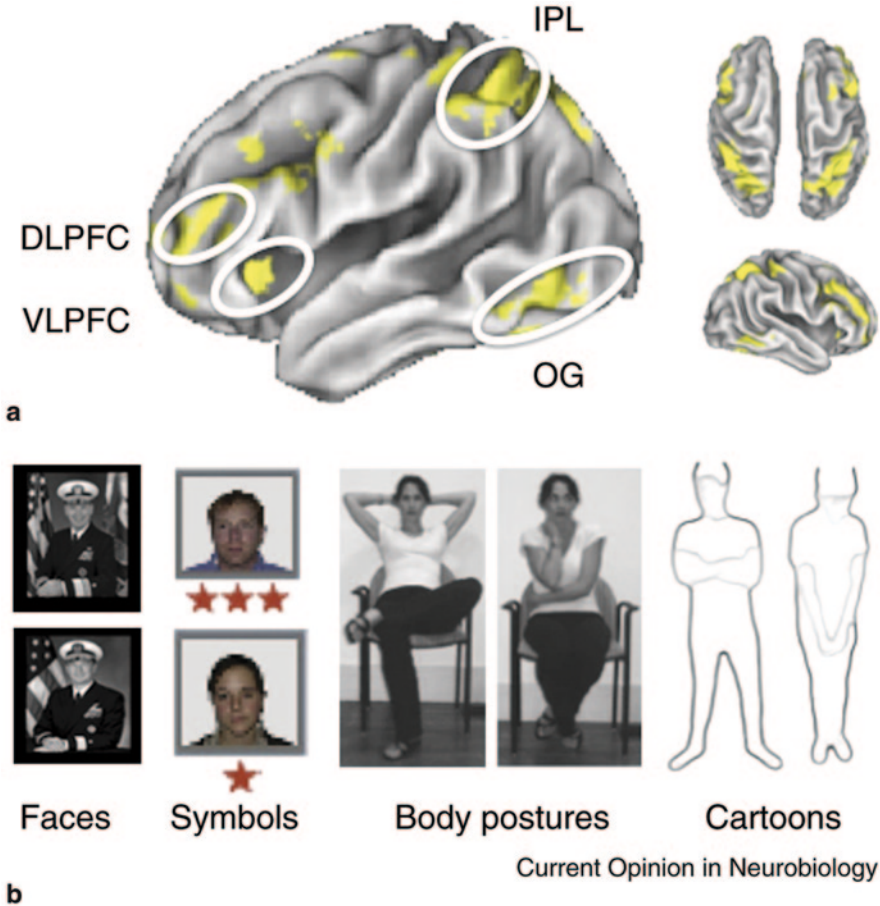 a
IPL
DLPFC
VLPFC
OG
Faces
Symbols
Body postures
Cartoons
Current Opinion in Neurobiology
b